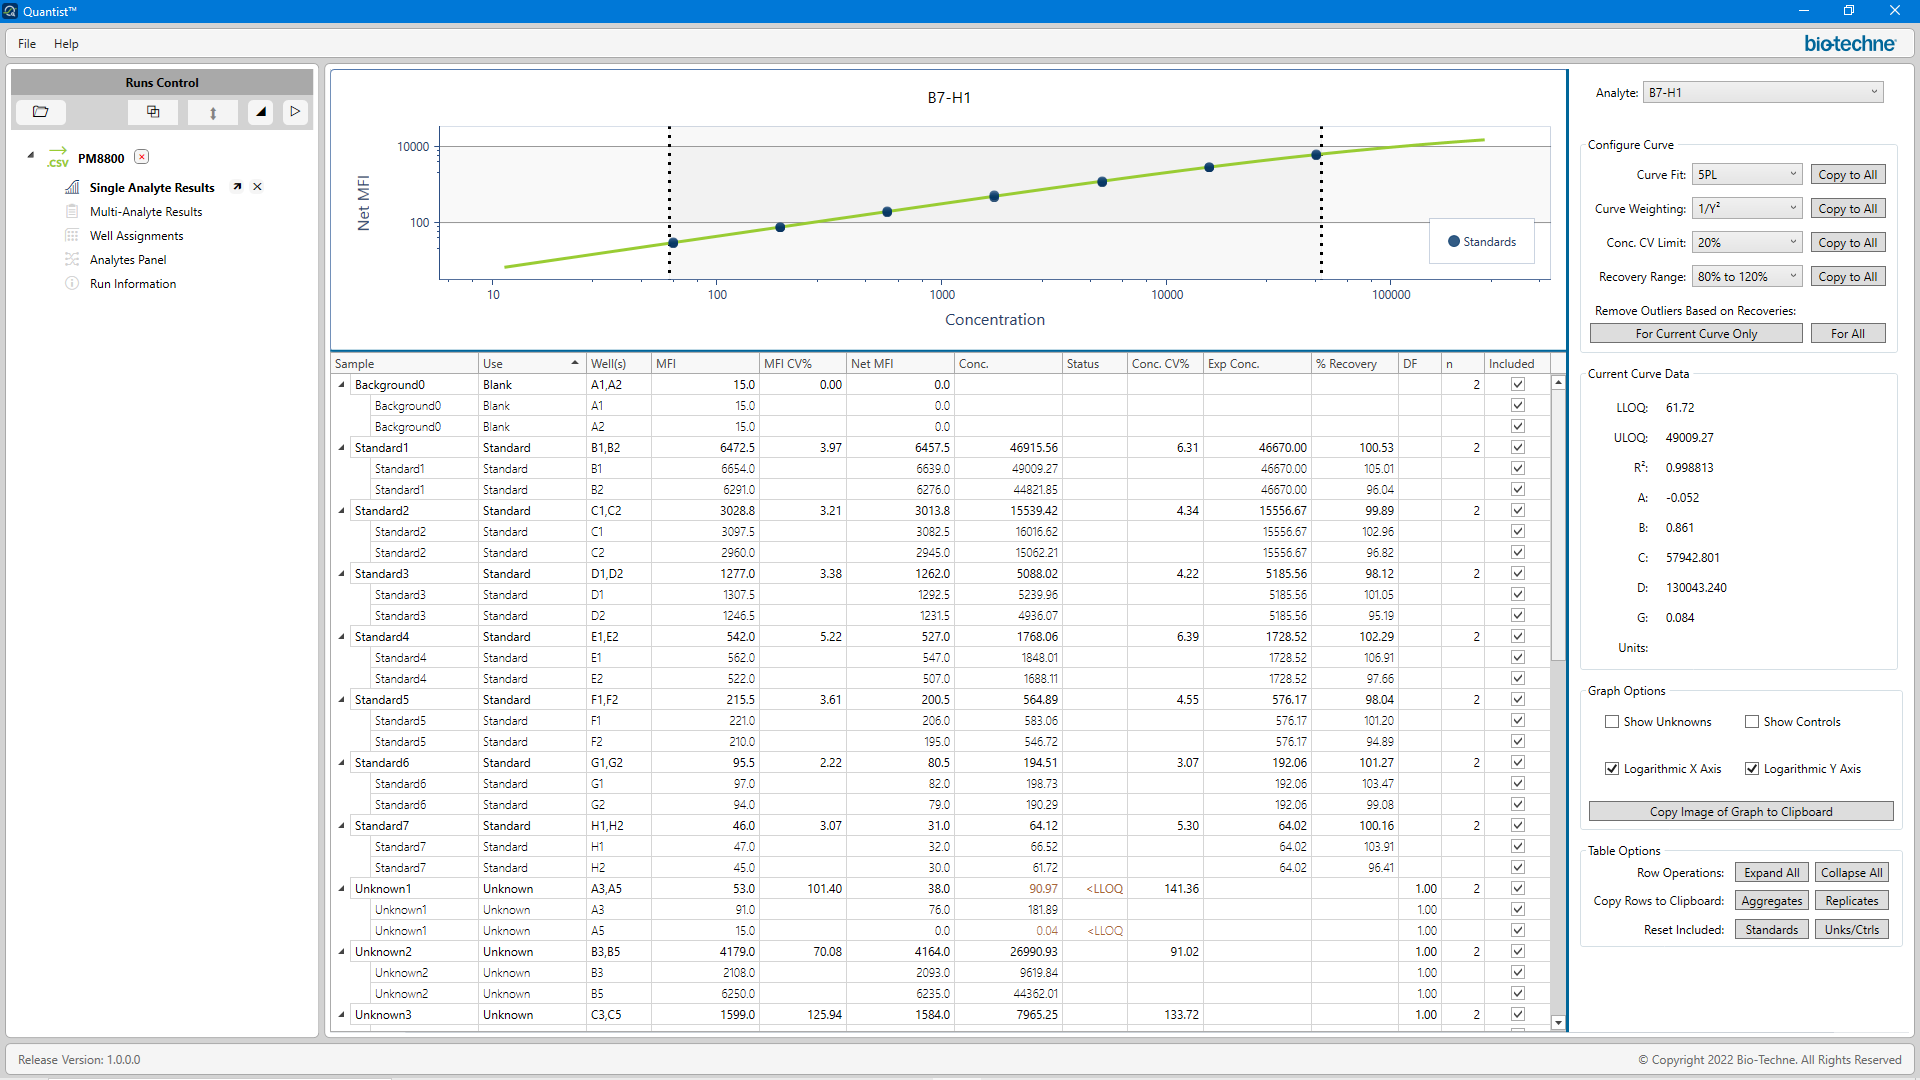 Quantist™
File Help
bio-techne
Runs Control
.CSV PM8800
Single Analyte Results
Multi-Analyte Results
Well Assignments
Analytes Panel
Run Information
B7-H1
Net MFI
10000
100
Standards
10 100 1000 10000 100000
Concentration
Sample Use Well(s) MFI MFI CV% Net MFI Conc. Status Conc. CV% Exp Conc. % Recovery DF n Included
Background0 Blank A1,A2 15.0 0.00 0.0 2
Background0 Blank A1 15.0 0.0
Background0 Blank A2 15.0 0.0
Standard1 Standard B1,B2 6472.5 3.97 6457.5 46915.56 6.31 46670.00 100.53 2
Standard1 Standard B1 6654.0 6639.0 49009.27 46670.00 105.01
Standard1 Standard B2 6291.0 6276.0 44821.85 46670.00 96.04
Standard2 Standard C1,C2 3028.8 3.21 3013.8 15539.42 4.34 15556.67 99.89 2
Standard2 Standard C1 3097.5 3082.5 16016.62 15556.67 102.96
Standard2 Standard C2 2960.0 2945.0 15062.21 15556.67 96.82
Standard3 Standard D1,D2 1277.0 3.38 1262.0 5088.02 4.22 5185.56 98.12 2
Standard3 Standard D1 1307.5 1292.5 5239.96 5185.56 101.05
Standard3 Standard D2 1246.5 1231.5 4936.07 5185.56 95.19
Standard4 Standard E1,E2 542.0 5.22 527.0 1768.06 6.39 1728.52 102.29 2
Standard4 Standard E1 562.0 547.0 1848.01 1728.52 106.91
Standard4 Standard E2 522.0 507.0 1688.11 1728.52 97.66
Standard5 Standard F1,F2 215.5 3.61 200.5 564.89 4.55 576.17 98.04 2
Standard5 Standard F1 221.0 206.0 583.06 576.17 101.20
Standard5 Standard F2 210.0 195.0 546.72 576.17 94.89
Standard6 Standard G1,G2 95.5 2.22 80.5 194.51 3.07 192.06 101.27 2
Standard6 Standard G1 97.0 82.0 198.73 192.06 103.47
Standard6 Standard G2 94.0 79.0 190.29 192.06 99.08
Standard7 Standard H1,H2 46.0 3.07 31.0 64.12 5.30 64.02 100.16 2
Standard7 Standard H1 47.0 32.0 66.52 64.02 103.91
Standard7 Standard H2 45.0 30.0 61.72 64.02 96.41
Unknown1 Unknown A3,A5 53.0 101.40 38.0 90.97 <LLOQ 141.36 1.00 2
Unknown1 Unknown A3 91.0 76.0 181.89 1.00
Unknown1 Unknown A5 15.0 0.0 0.04 <LLOQ 1.00
Unknown2 Unknown B3,B5 4179.0 70.08 4164.0 26990.93 91.02 1.00 2
Unknown2 Unknown B3 2108.0 2093.0 9619.84 1.00
Unknown2 Unknown B5 6250.0 6235.0 44362.01 1.00
Unknown3 Unknown C3,C5 1599.0 125.94 1584.0 7965.25 133.72 1.00 2
Analyte: B7-H1
Configure Curve
Curve Fit: 5PL Copy to All
Curve Weighting: 1/Y² Copy to All
Conc. CV Limit: 20% Copy to All
Recovery Range: 80% to 120% Copy to All
Remove Outliers Based on Recoveries:
For Current Curve Only For All
Current Curve Data
LLOQ: 61.72
ULOQ: 49009.27
R²: 0.998813
A: -0.052
B: 0.861
C: 57942.801
D: 130043.240
G: 0.084
Units:
Graph Options
Show Unknowns Show Controls
Logarithmic X Axis Logarithmic Y Axis
Copy Image of Graph to Clipboard
Table Options
Row Operations: Expand All Collapse All
Copy Rows to Clipboard: Aggregates Replicates
Reset Included: Standards Unks/Ctrls
Release Version: 1.0.0.0
© Copyright 2022 Bio-Techne. All Rights Reserved